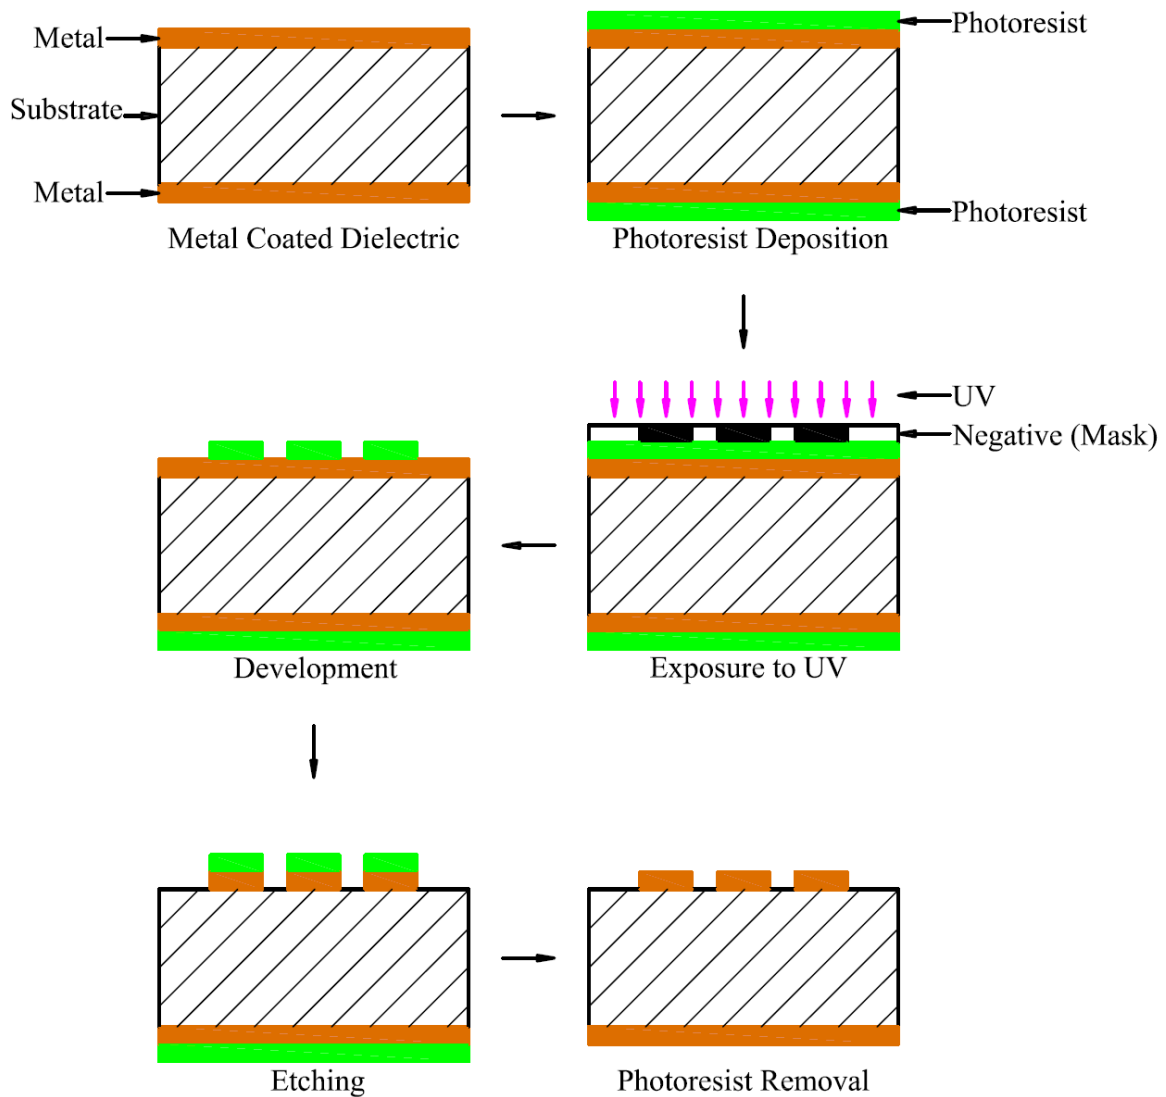 Metal
Substrate
Metal
Metal Coated Dielectric
Photoresist
Photoresist
Photoresist Deposition
UV
Negative (Mask)
Exposure to UV
Development
Etching
Photoresist Removal